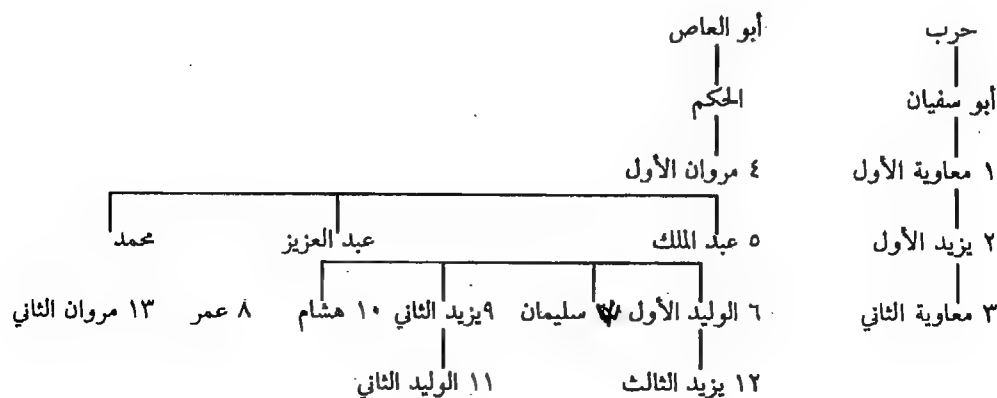 حرب أبو العاص
أبو سفيان الحكم
١ معاوية الأول ٤ مروان الأول
٢ يزيد الأول ٥ عبد الملك عبد العزيز محمد
٣ معاوية الثاني ٦ الوليد الأول سليمان ٩يزيد الثاني ١٠ هشام ٨ عمر ١٣ مروان الثاني
١٢ يزيد الثالث ١١ الوليد الثاني